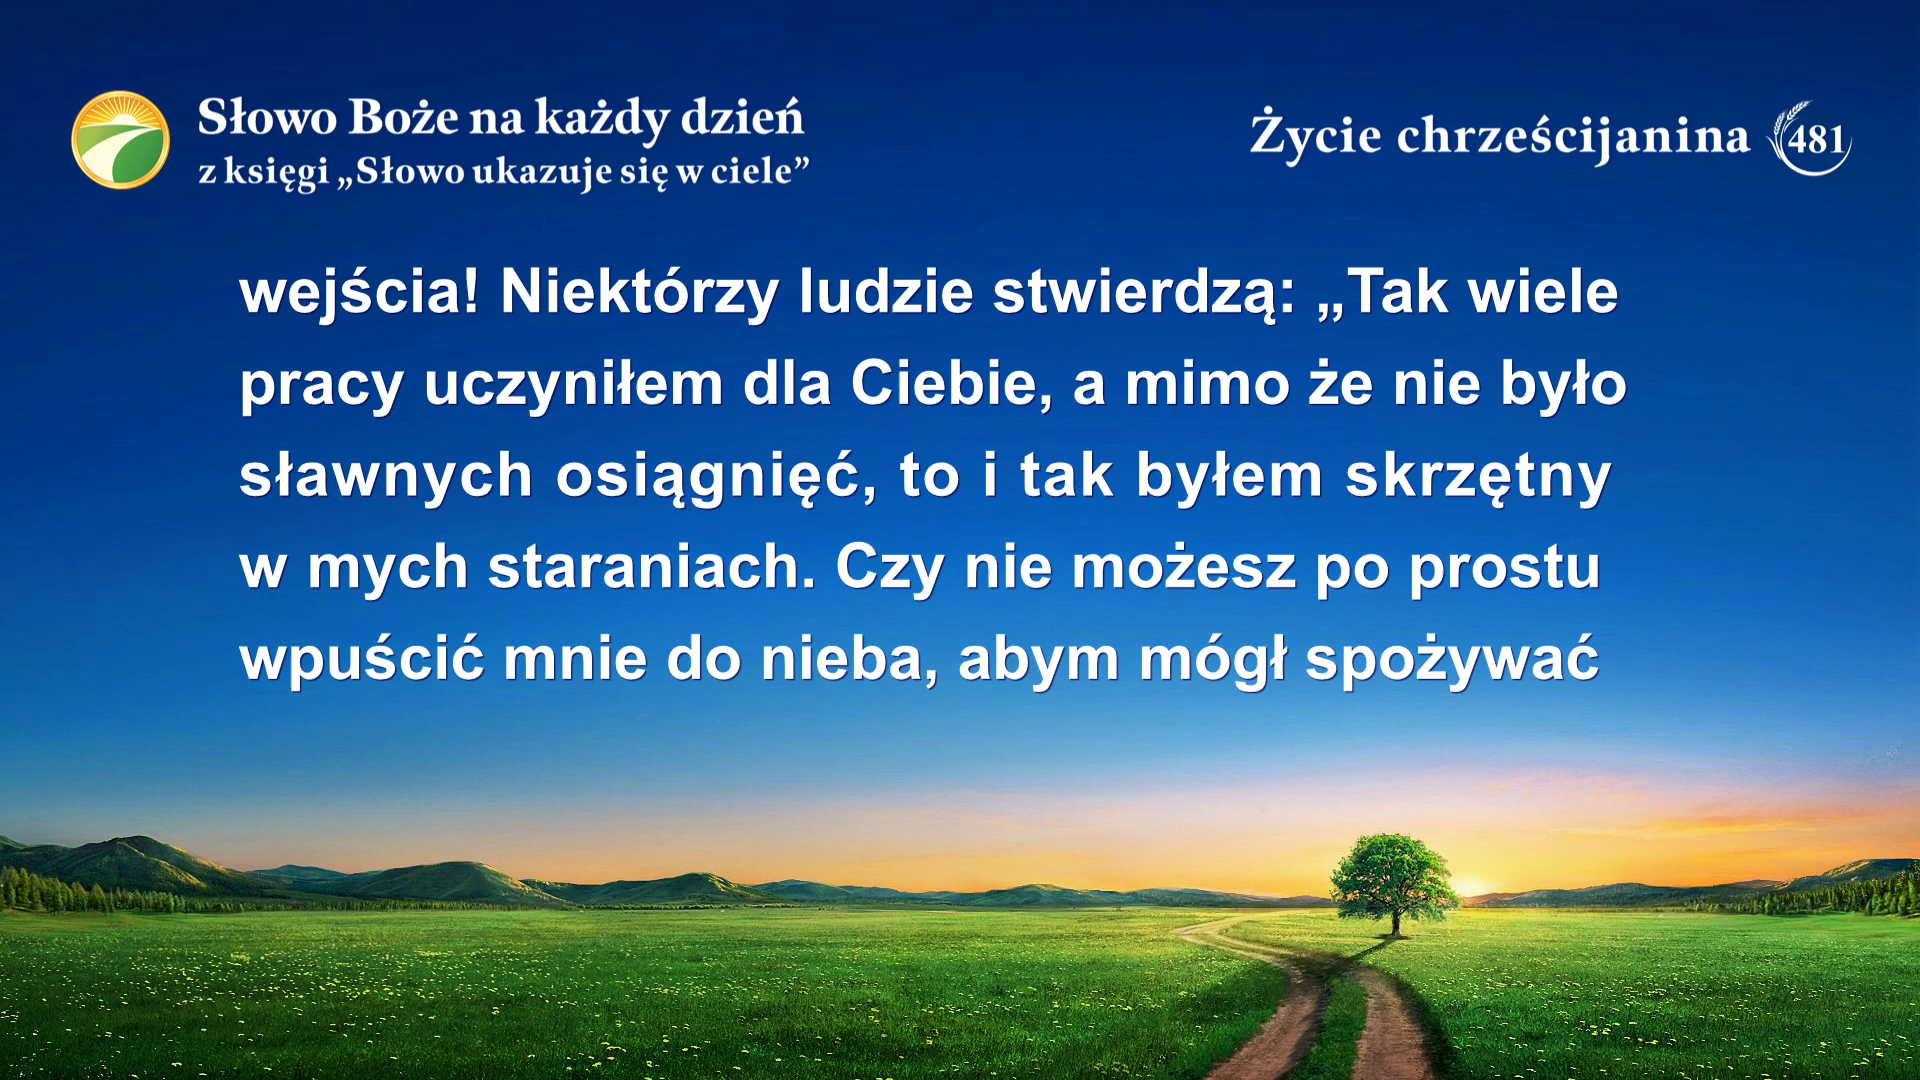 Słowo Boże na każdy dzień
z księgi „Słowo ukazuje się w ciele”
Życie chrześcijanina 481
wejścia! Niektórzy ludzie stwierdzą: „Tak wiele
pracy uczyniłem dla Ciebie, a mimo że nie było
sławnych osiągnięć, to i tak byłem skrzętny
w mych staraniach. Czy nie możesz po prostu
wpuścić mnie do nieba, abym mógł spożywać